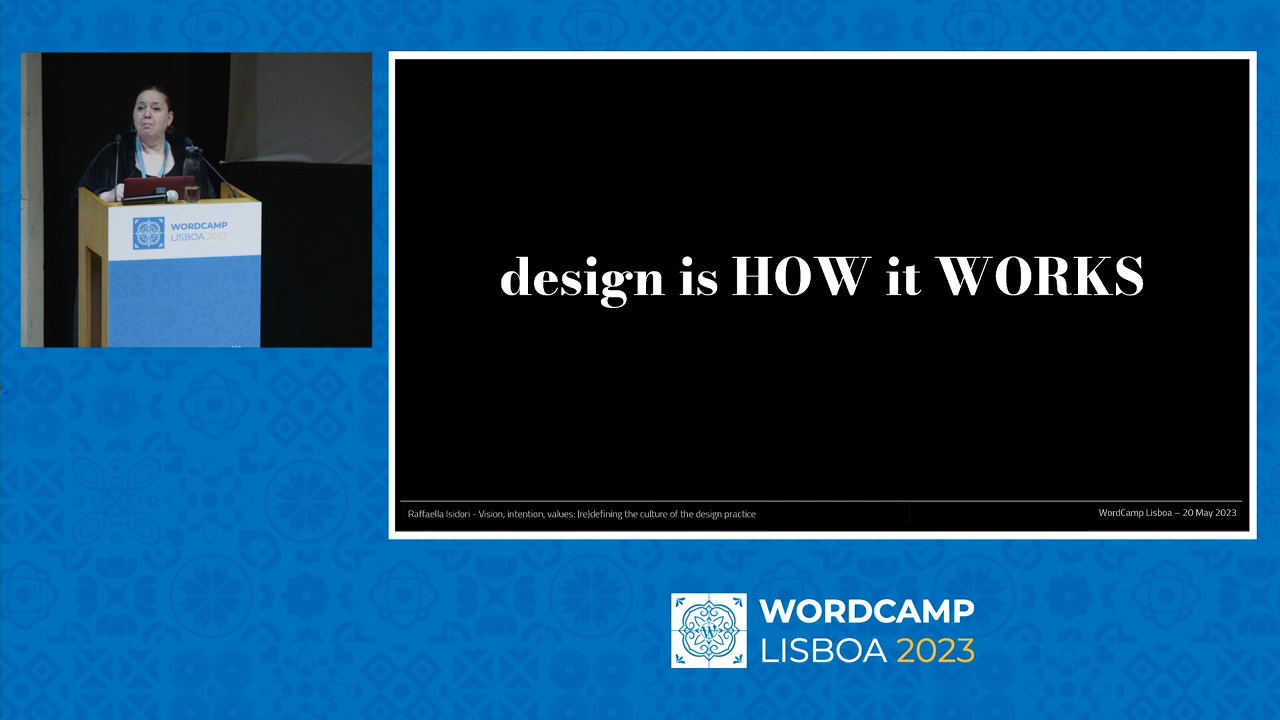 WORDCAMP
LISBOA 2023
design is HOW it WORKS
Raffaella Isidori - Vision, intention, values: (re)defining the culture of the design practice
WordCamp Lisboa – 20 May 2023
WORDCAMP
LISBOA 2023